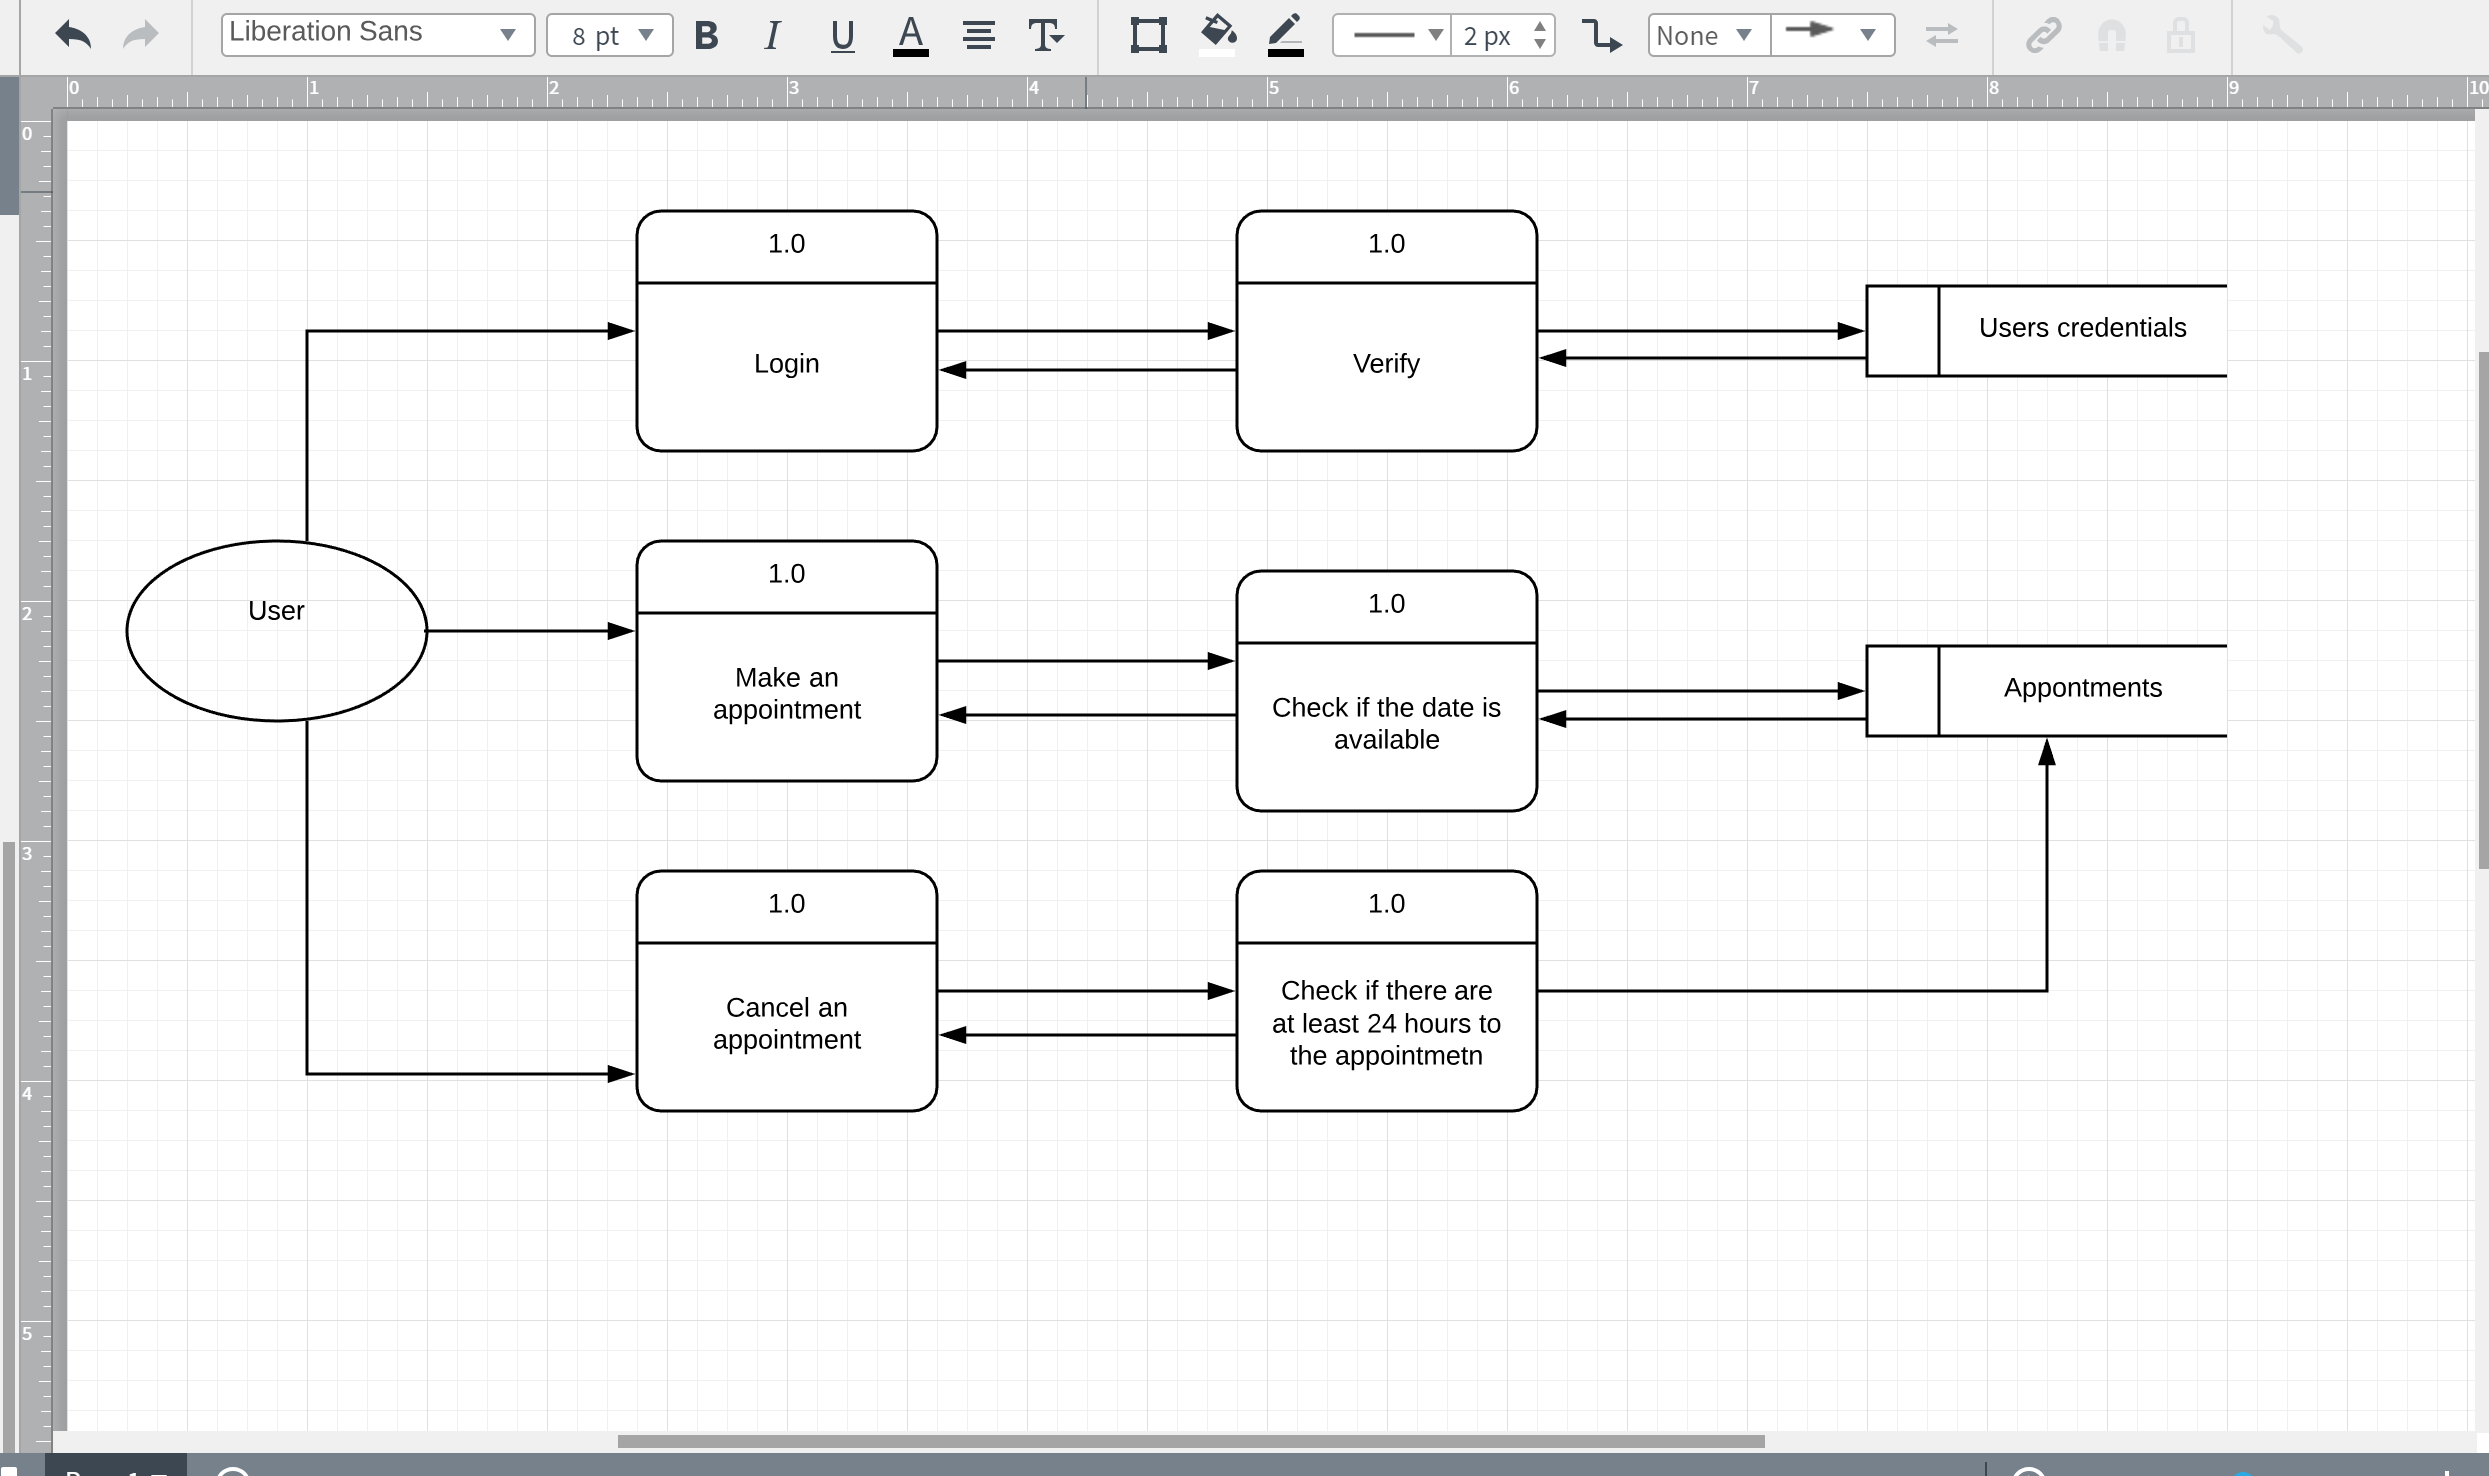 Liberation Sans 8 pt B I U A T 2 px None
0 1 2 3 4 5 6 7 8 9 10
0
1
2
3
4
5
1.0
Login
1.0
Verify
Users credentials
User
1.0
Make an
appointment
1.0
Check if the date is
available
Appontments
1.0
Cancel an
appointment
1.0
Check if there are
at least 24 hours to
the appointmetn